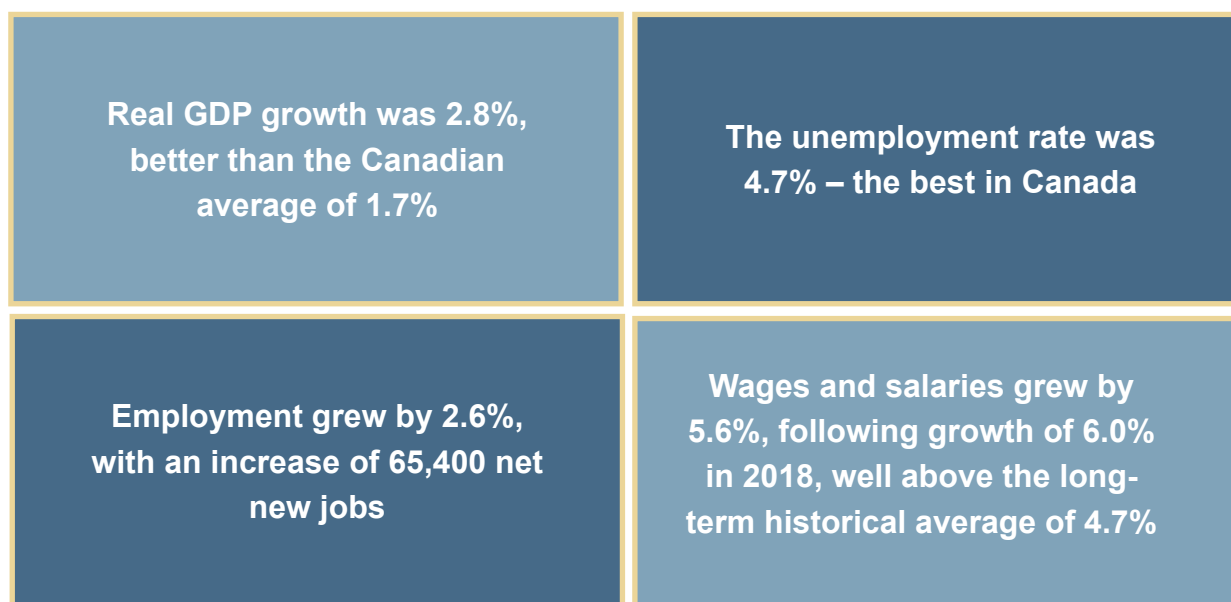 Real GDP growth was 2.8%,
better than the Canadian
average of 1.7%
The unemployment rate was
4.7% – the best in Canada
Employment grew by 2.6%,
with an increase of 65,400 net
new jobs
Wages and salaries grew by
5.6%, following growth of 6.0%
in 2018, well above the long-
term historical average of 4.7%